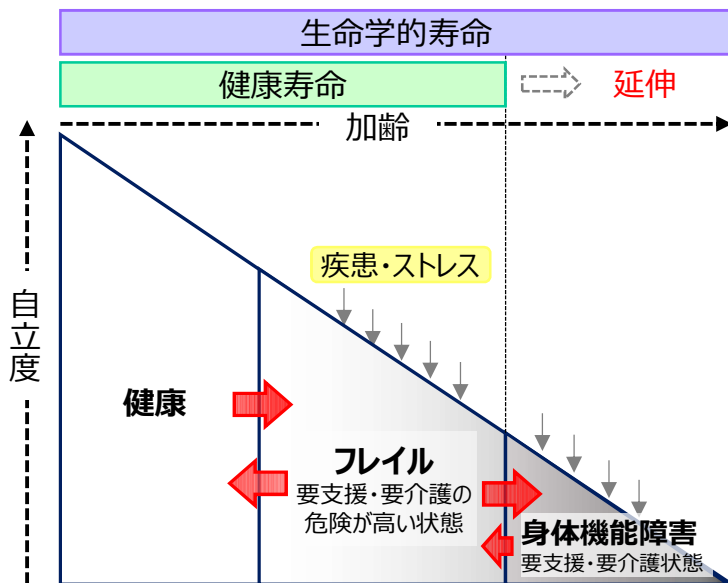 生命学的寿命
健康寿命
延伸
加齢
疾患・ストレス
自立度
健康
フレイル
要支援・要介護の
危険が高い状態
身体機能障害
要支援・要介護状態